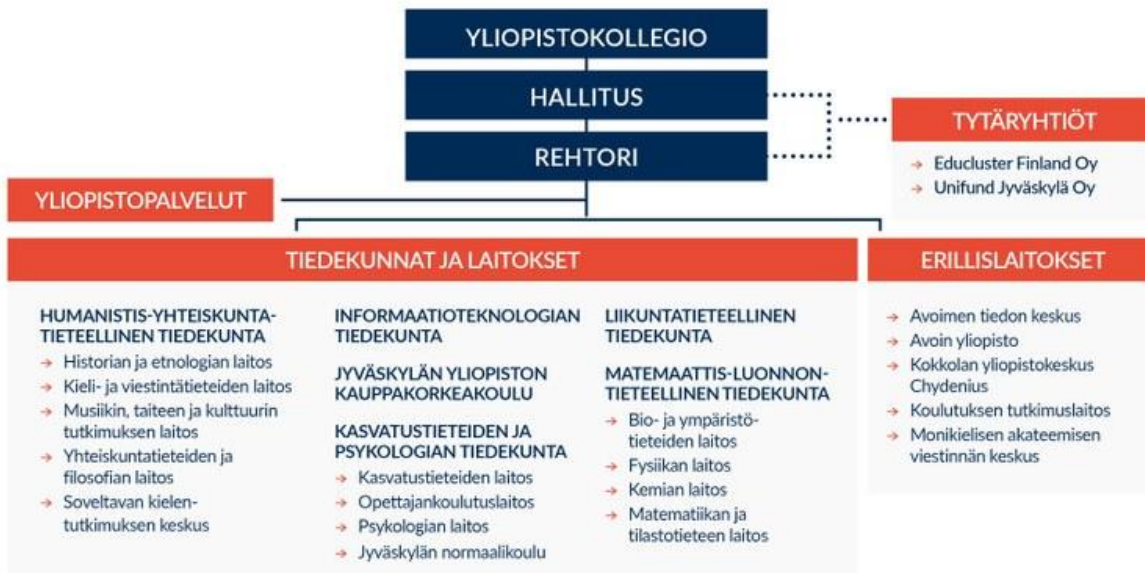 YLIOPISTOKOLLEGIO
HALLITUS
REHTORI
TYTÄRYHTIÖT
→ Educluster Finland Oy
→ Unifund Jyväskylä Oy
YLIOPISTOPALVELUT
TIEDEKUNNAT JA LAITOKSET
HUMANISTIS-YHTEISKUNTA-
TIETEELLINEN TIEDEKUNTA
→ Historian ja etnologian laitos
→ Kieli- ja viestintätieteiden laitos
→ Musiikin, taiteen ja kulttuurin
tutkimuksen laitos
→ Yhteiskuntatieteiden ja
filosofian laitos
→ Soveltavan kielen-
tutkimuksen keskus
INFORMAATIOTEKNOLOGIAN
TIEDEKUNTA
JYVÄSKYLÄN YLIOPISTON
KAUPPAKORKEAKOULU
KASVATUSTIETEIDEN JA
PSYKOLOGIAN TIEDEKUNTA
→ Kasvatustieteiden laitos
→ Opettajankoulutuslaitos
→ Psykologian laitos
→ Jyväskylän normaalikoulu
LIIKUNTATIETEELLINEN
TIEDEKUNTA
MATEMAATTIS-LUONNON-
TIETEELLINEN TIEDEKUNTA
→ Bio- ja ympäristö-
tieteiden laitos
→ Fysiikan laitos
→ Kemian laitos
→ Matematiikan ja
tilastotieteen laitos
ERILLISLAITOKSET
→ Avoimen tiedon keskus
→ Avoin yliopisto
→ Kokkolan yliopistokeskus
Chydenius
→ Koulutuksen tutkimuslaitos
→ Monikielisen akateemisen
viestinnän keskus